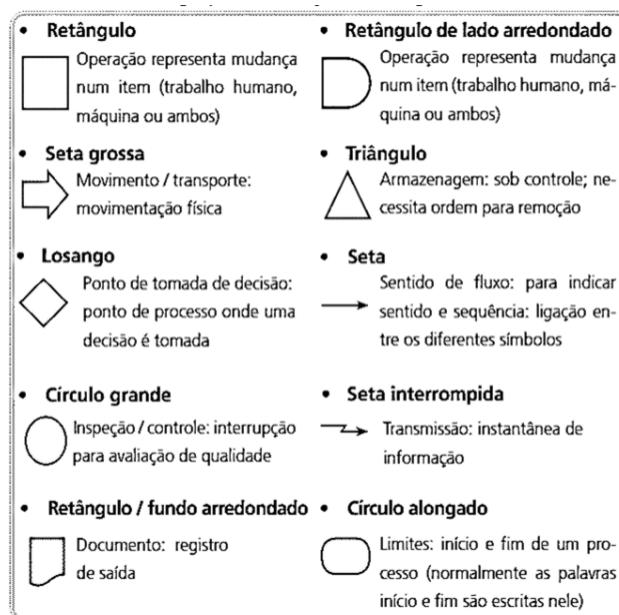 • Retângulo
Operação representa mudança
num item (trabalho humano,
máquina ou ambos)
• Retângulo de lado arredondado
Operação representa mudança
num item (trabalho humano, má-
quina ou ambos)
• Seta grossa
Movimento / transporte:
movimentação física
• Triângulo
Armazenagem: sob controle; ne-
cessita ordem para remoção
• Losango
Ponto de tomada de decisão:
ponto de processo onde uma
decisão é tomada
• Seta
Sentido de fluxo: para indicar
sentido e sequência: ligação en-
tre os diferentes símbolos
• Círculo grande
Inspeção / controle: interrupção
para avaliação de qualidade
• Seta interrompida
Transmissão: instantânea de
informação
• Retângulo / fundo arredondado
Documento: registro
de saída
• Círculo alongado
Limites: início e fim de um pro-
cesso (normalmente as palavras
início e fim são escritas nele)